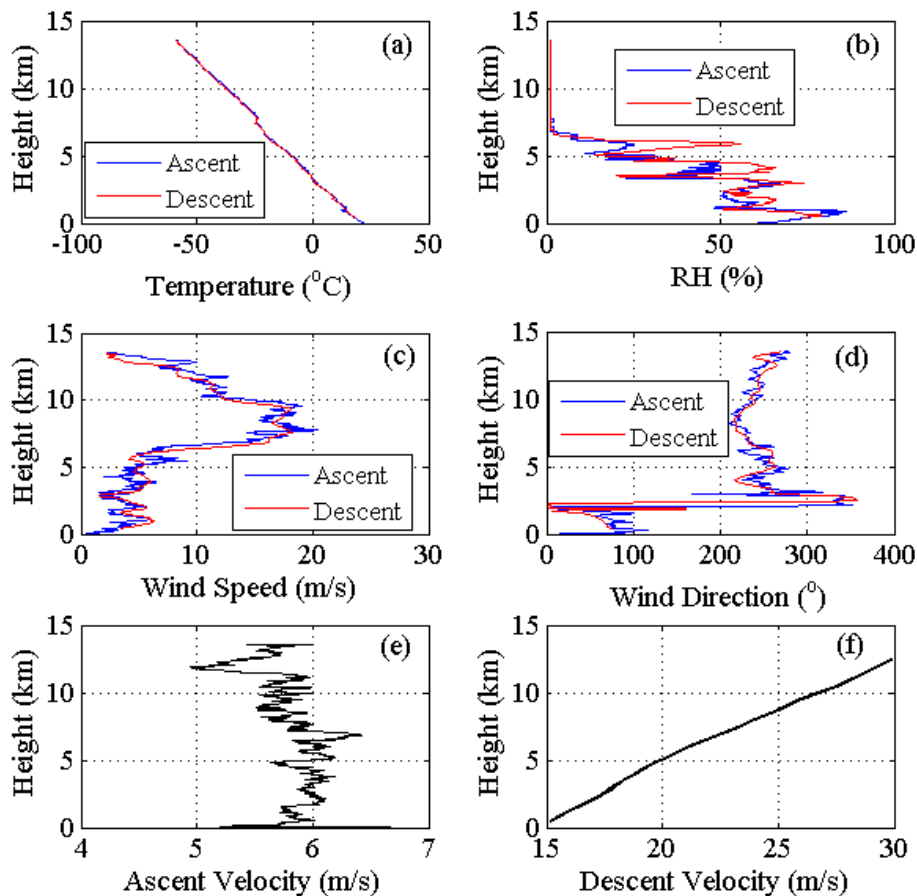 15
10
5
0
Height (km)
(a)
Ascent
Descent
-100 -50 0 50
Temperature (⁰C)
15
10
5
0
Height (km)
(b)
Ascent
Descent
0 50 100
RH (%)
15
10
5
0
Height (km)
(c)
Ascent
Descent
0 10 20 30
Wind Speed (m/s)
15
10
5
0
Height (km)
(d)
Ascent
Descent
0 100 200 300 400
Wind Direction (⁰)
15
10
5
0
Height (km)
(e)
4 5 6 7
Ascent Velocity (m/s)
15
10
5
0
Height (km)
(f)
15 20 25 30
Descent Velocity (m/s)